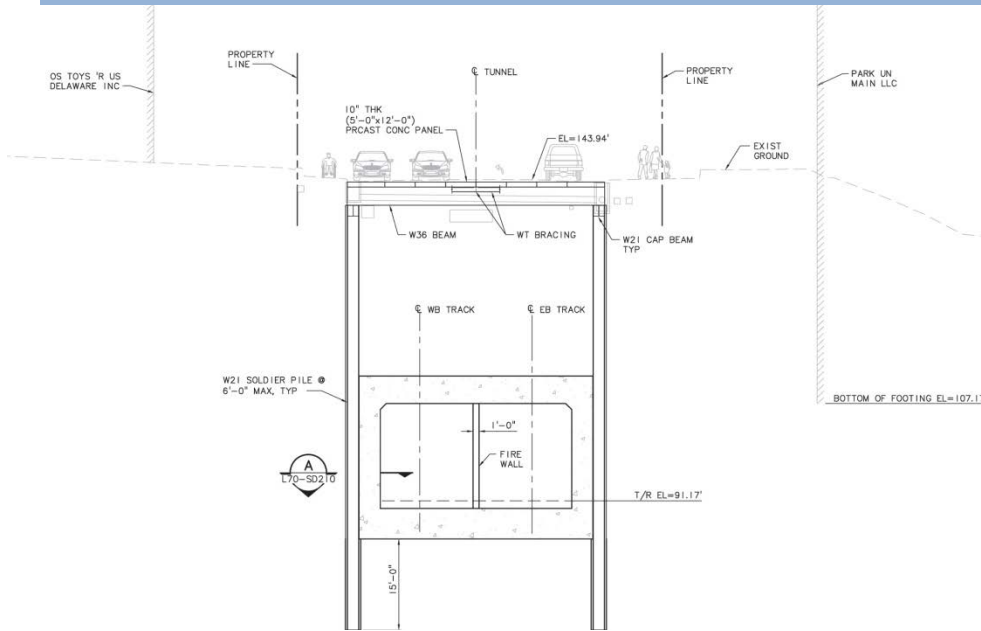 PROPERTY
LINE
℄ TUNNEL
PROPERTY
LINE
OS TOYS 'R US
DELAWARE INC
PARK UN
MAIN LLC
10" THK
(5'-0"x12'-0")
PRCAST CONC PANEL
EL=143.94'
EXIST
GROUND
W36 BEAM
WT BRACING
W21 CAP BEAM
TYP
℄ WB TRACK
℄ EB TRACK
W21 SOLDIER PILE @
6'-0" MAX, TYP
BOTTOM OF FOOTING EL=107.17
1'-0"
FIRE
WALL
A
L70-SD210
T/R EL=91.17'
15'-0"